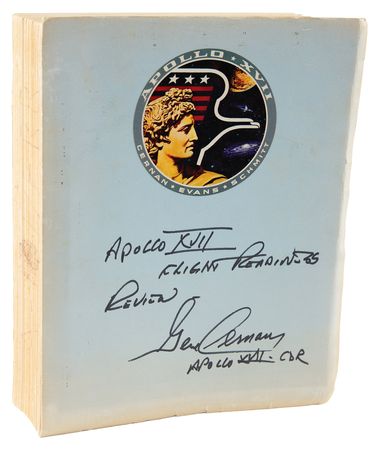 APOLLO XVII
CERNAN • EVANS • SCHMITT
APOLLO XVII
FLIGHT READINESS
REVIEW
Gene Cernan
APOLLO XVII - CDR